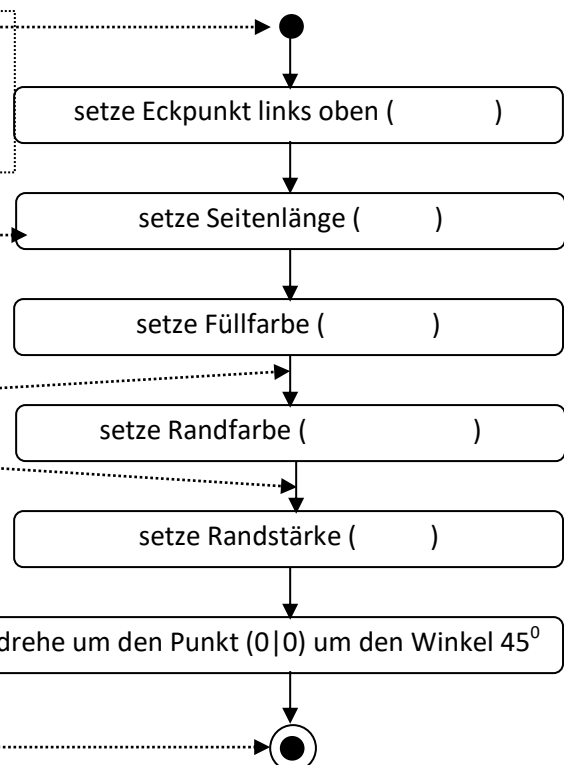 setze Eckpunkt links oben (                )
setze Seitenlänge (           )
setze Füllfarbe (                )
setze Randfarbe (                         )
setze Randstärke (           )
drehe um den Punkt (0|0) um den Winkel 45⁰